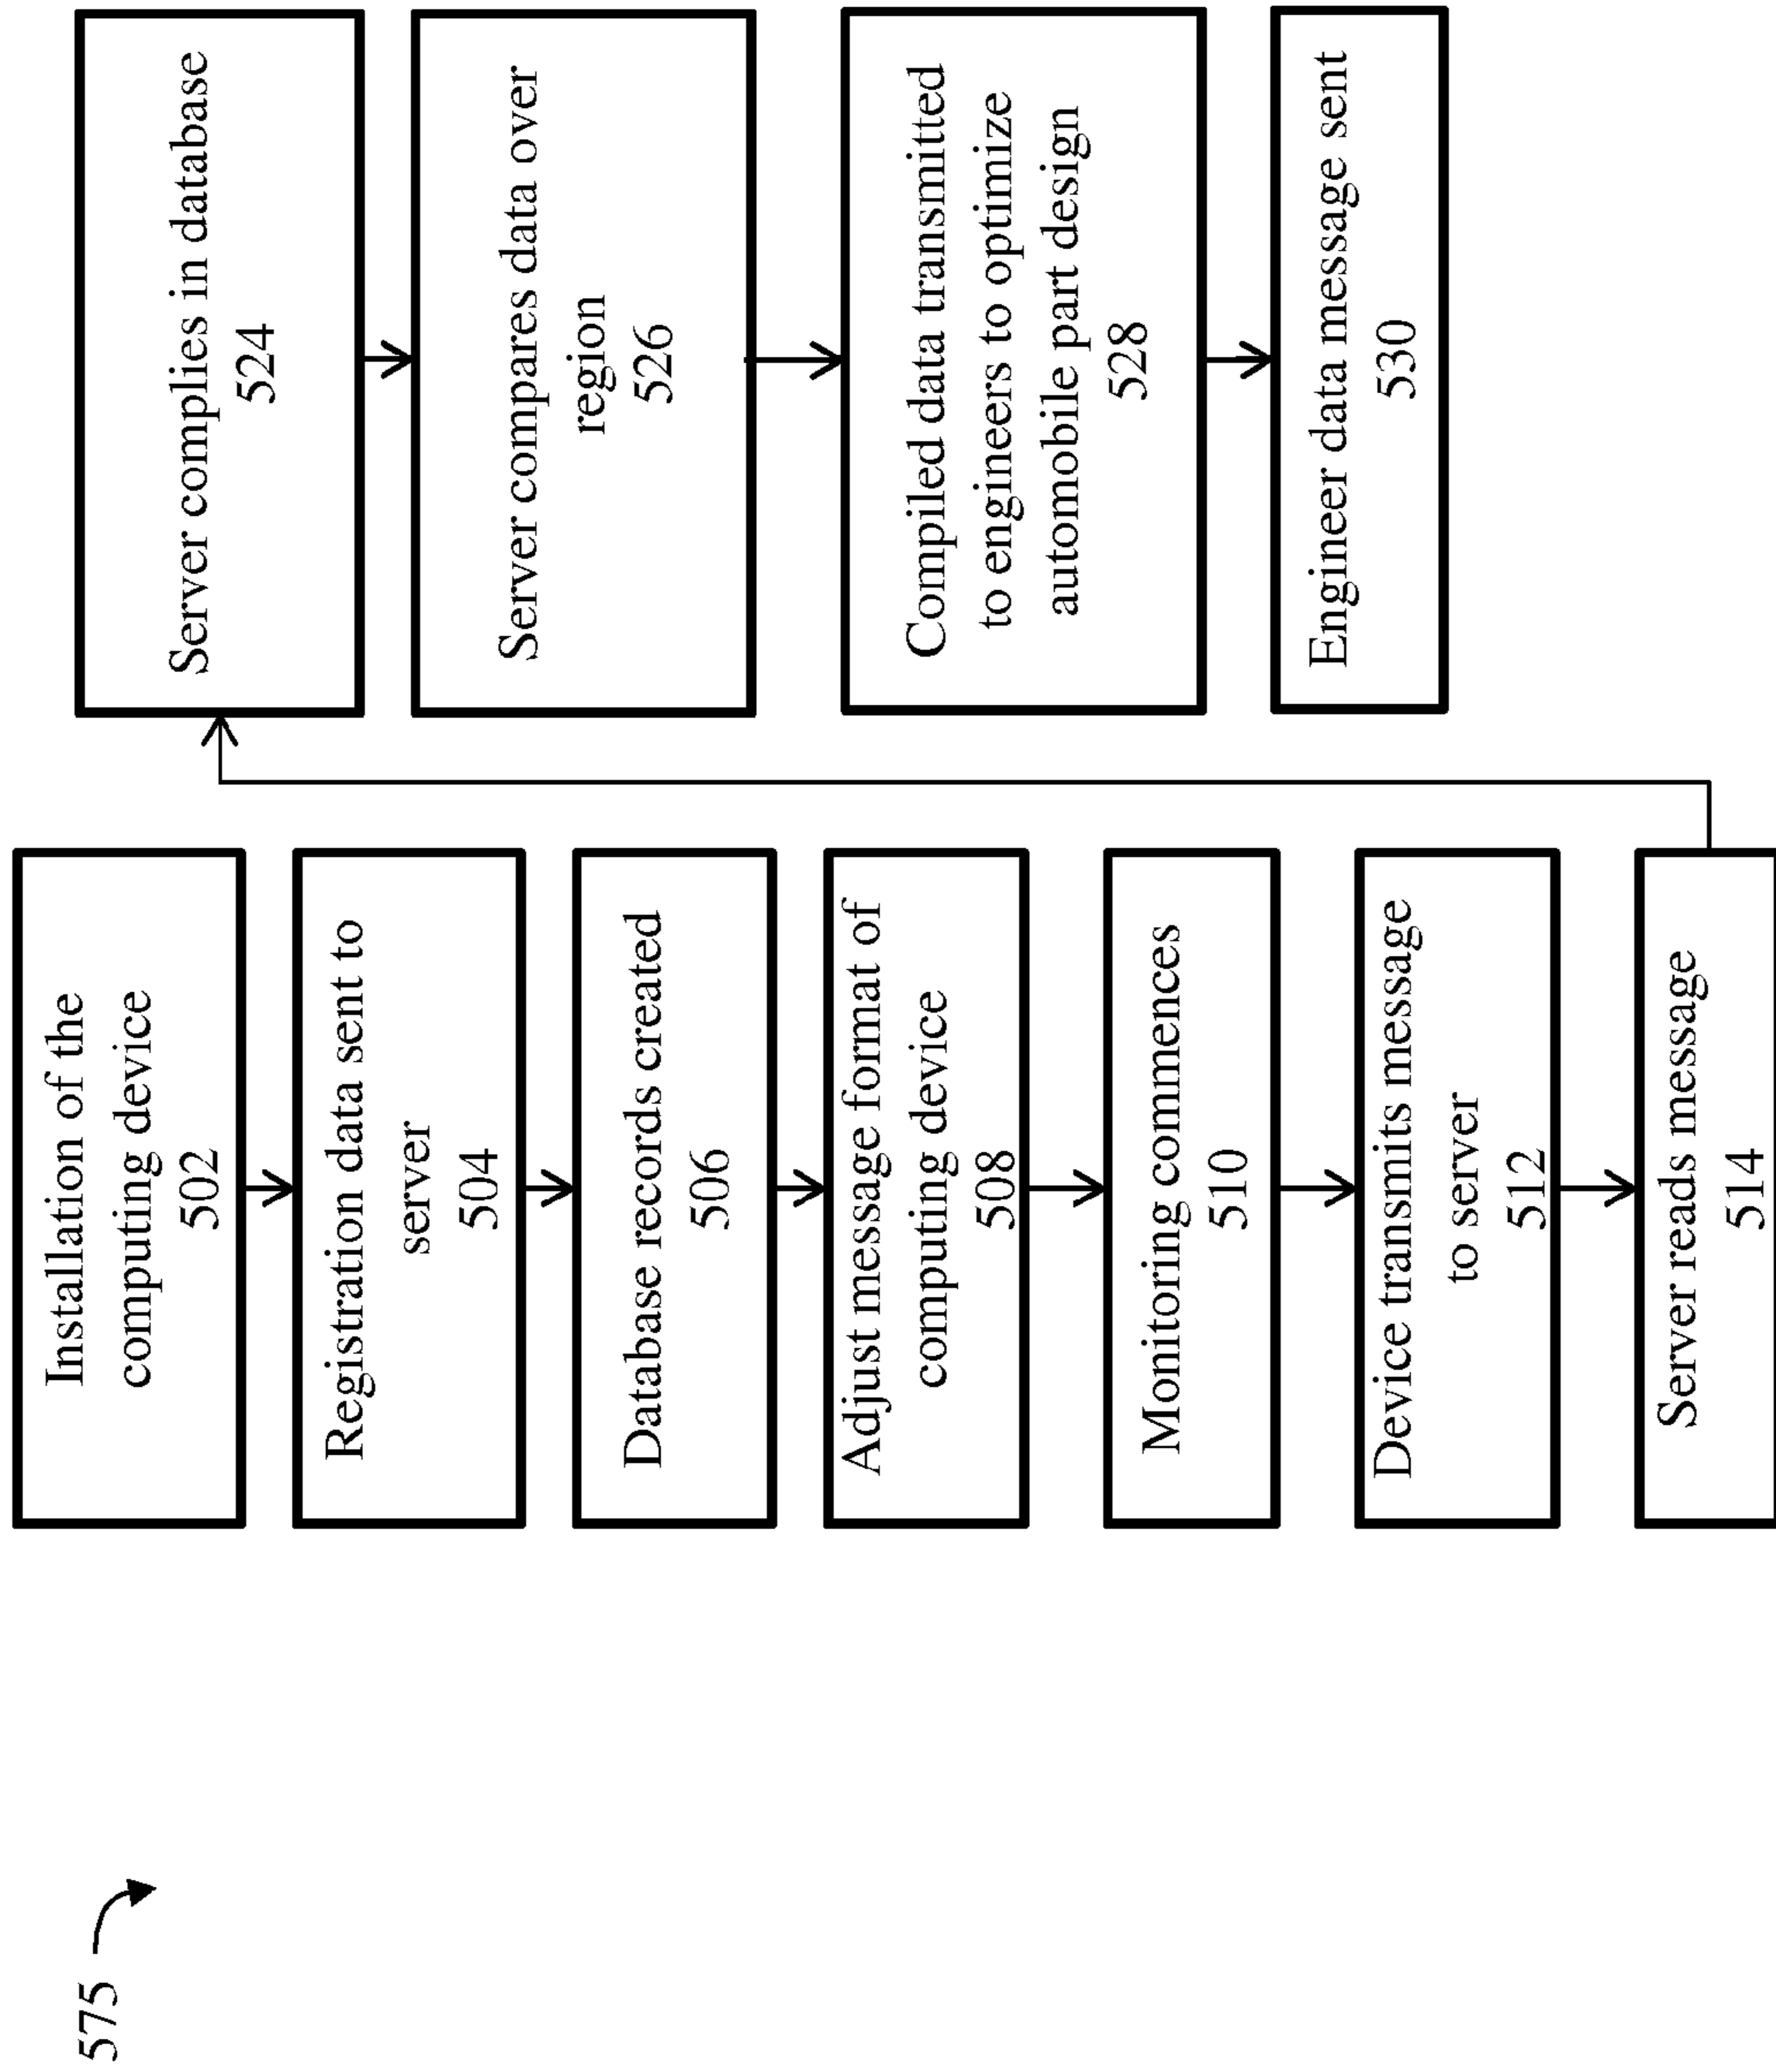 575
Installation of the
computing device
502
Registration data sent to
server
504
Database records created
506
Adjust message format of
computing device
508
Monitoring commences
510
Device transmits message
to server
512
Server reads message
514
Server complies in database
524
Server compares data over
region
526
Compiled data transmitted
to engineers to optimize
automobile part design
528
Engineer data message sent
530